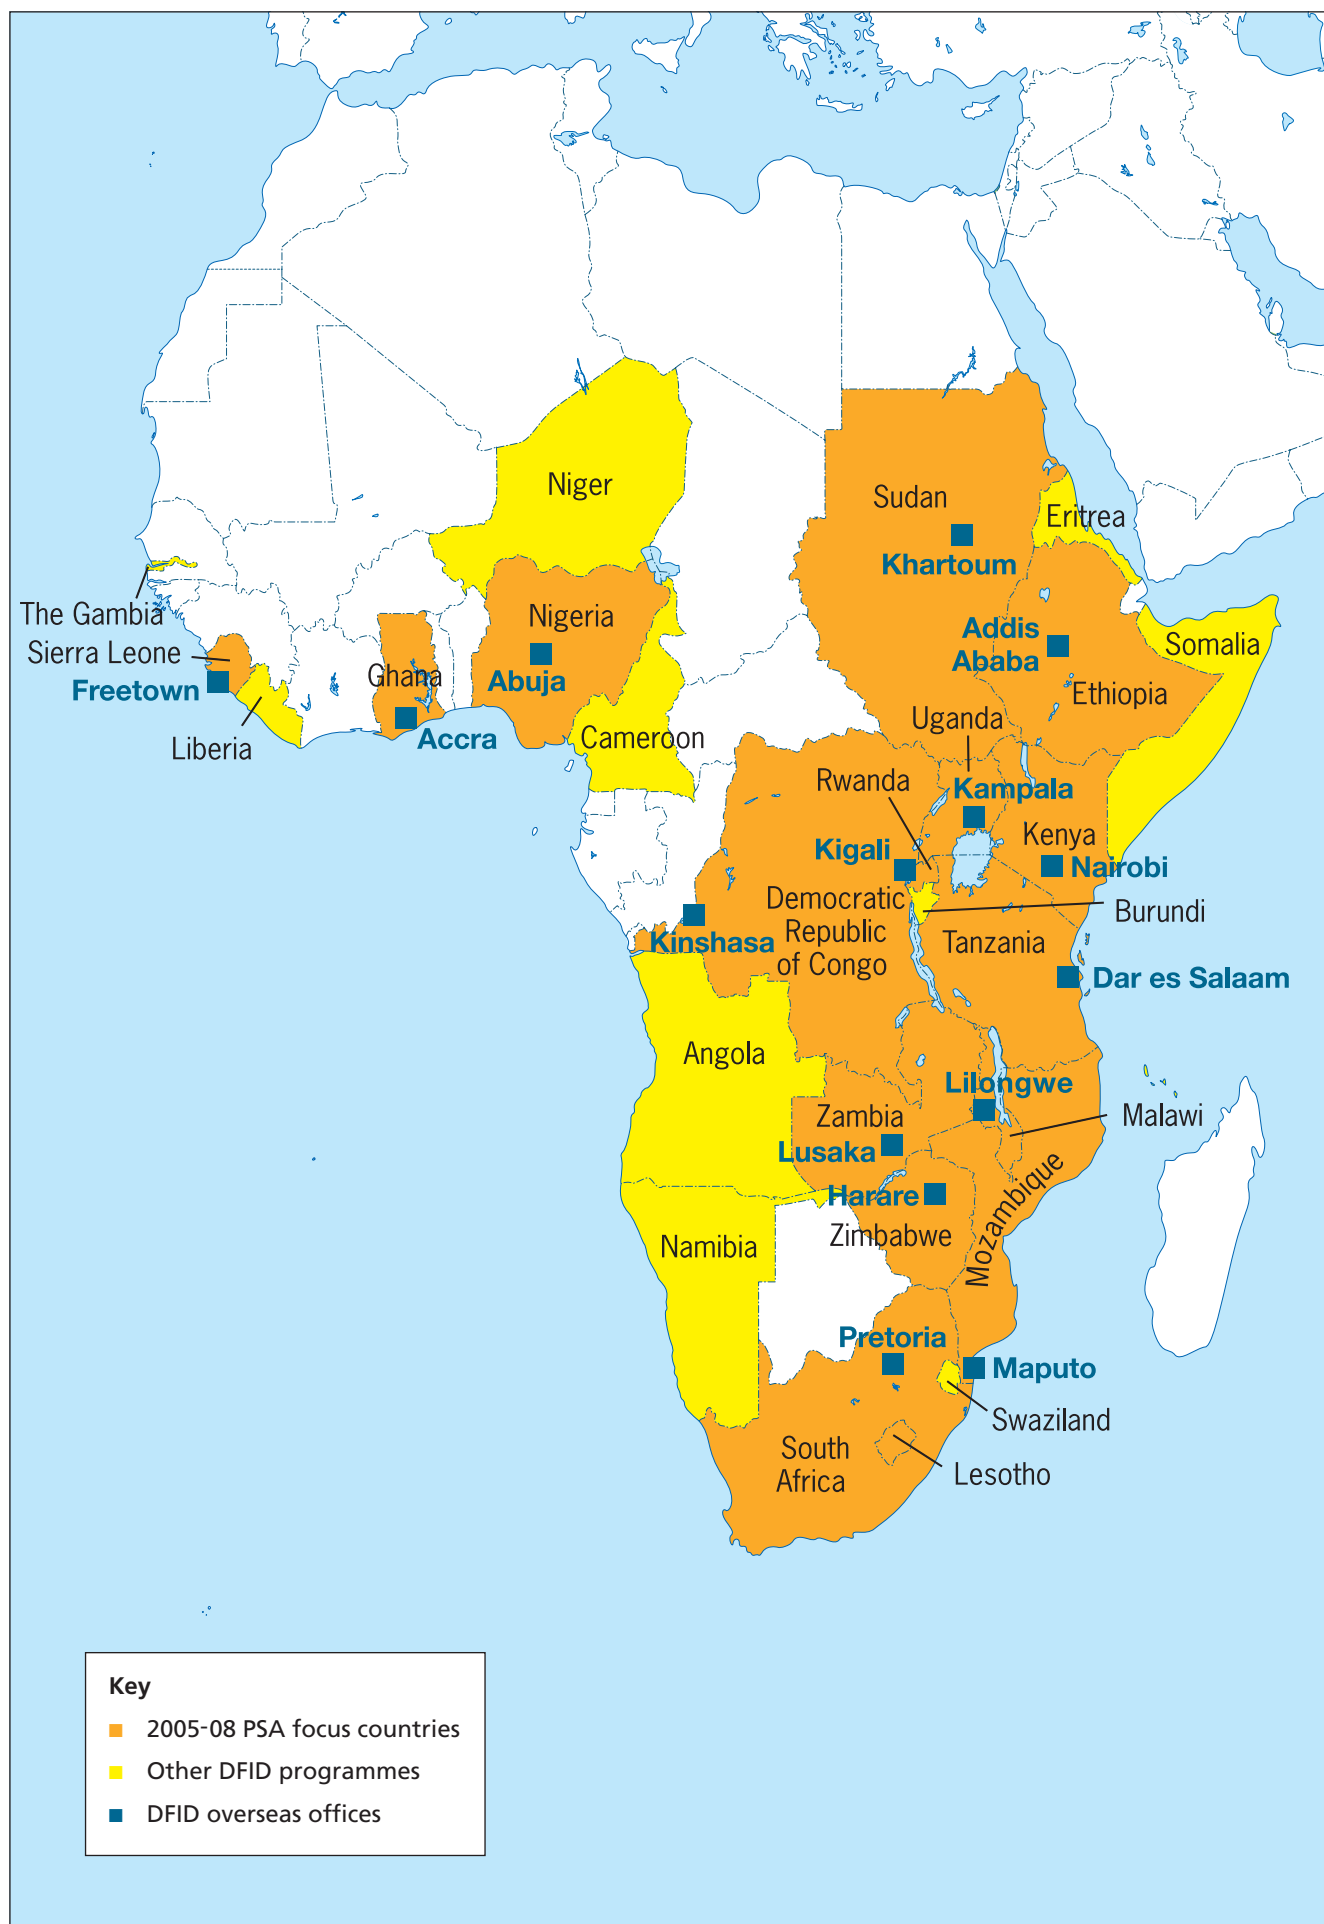 Niger
Sudan
Eritrea
Khartoum
The Gambia
Nigeria
Addis
Ababa
Somalia
Sierra Leone
Ghana
Freetown
Abuja
Ethiopia
Uganda
Liberia
Accra
Cameroon
Rwanda
Kampala
Kenya
Kigali
Nairobi
Democratic
Republic
of Congo
Burundi
Kinshasa
Tanzania
Dar es Salaam
Angola
Lilongwe
Zambia
Malawi
Lusaka
Harare
Mozambique
Zimbabwe
Namibia
Pretoria
Maputo
Swaziland
South
Africa
Lesotho
Key
2005-08 PSA focus countries
Other DFID programmes
DFID overseas offices